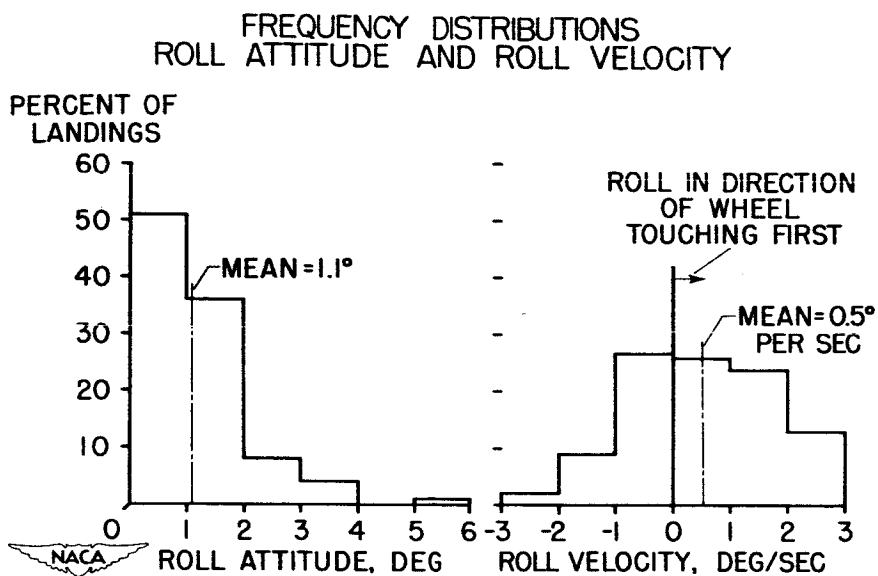 FREQUENCY DISTRIBUTIONS
ROLL ATTITUDE AND ROLL VELOCITY
PERCENT OF
LANDINGS
60
50
40
30
20
10
0
1
2
3
4
5
6
MEAN=1.1°
ROLL ATTITUDE, DEG
ROLL IN DIRECTION
OF WHEEL
TOUCHING FIRST
MEAN=0.5°
PER SEC
-3
-2
-1
0
1
2
3
ROLL VELOCITY, DEG/SEC
NACA